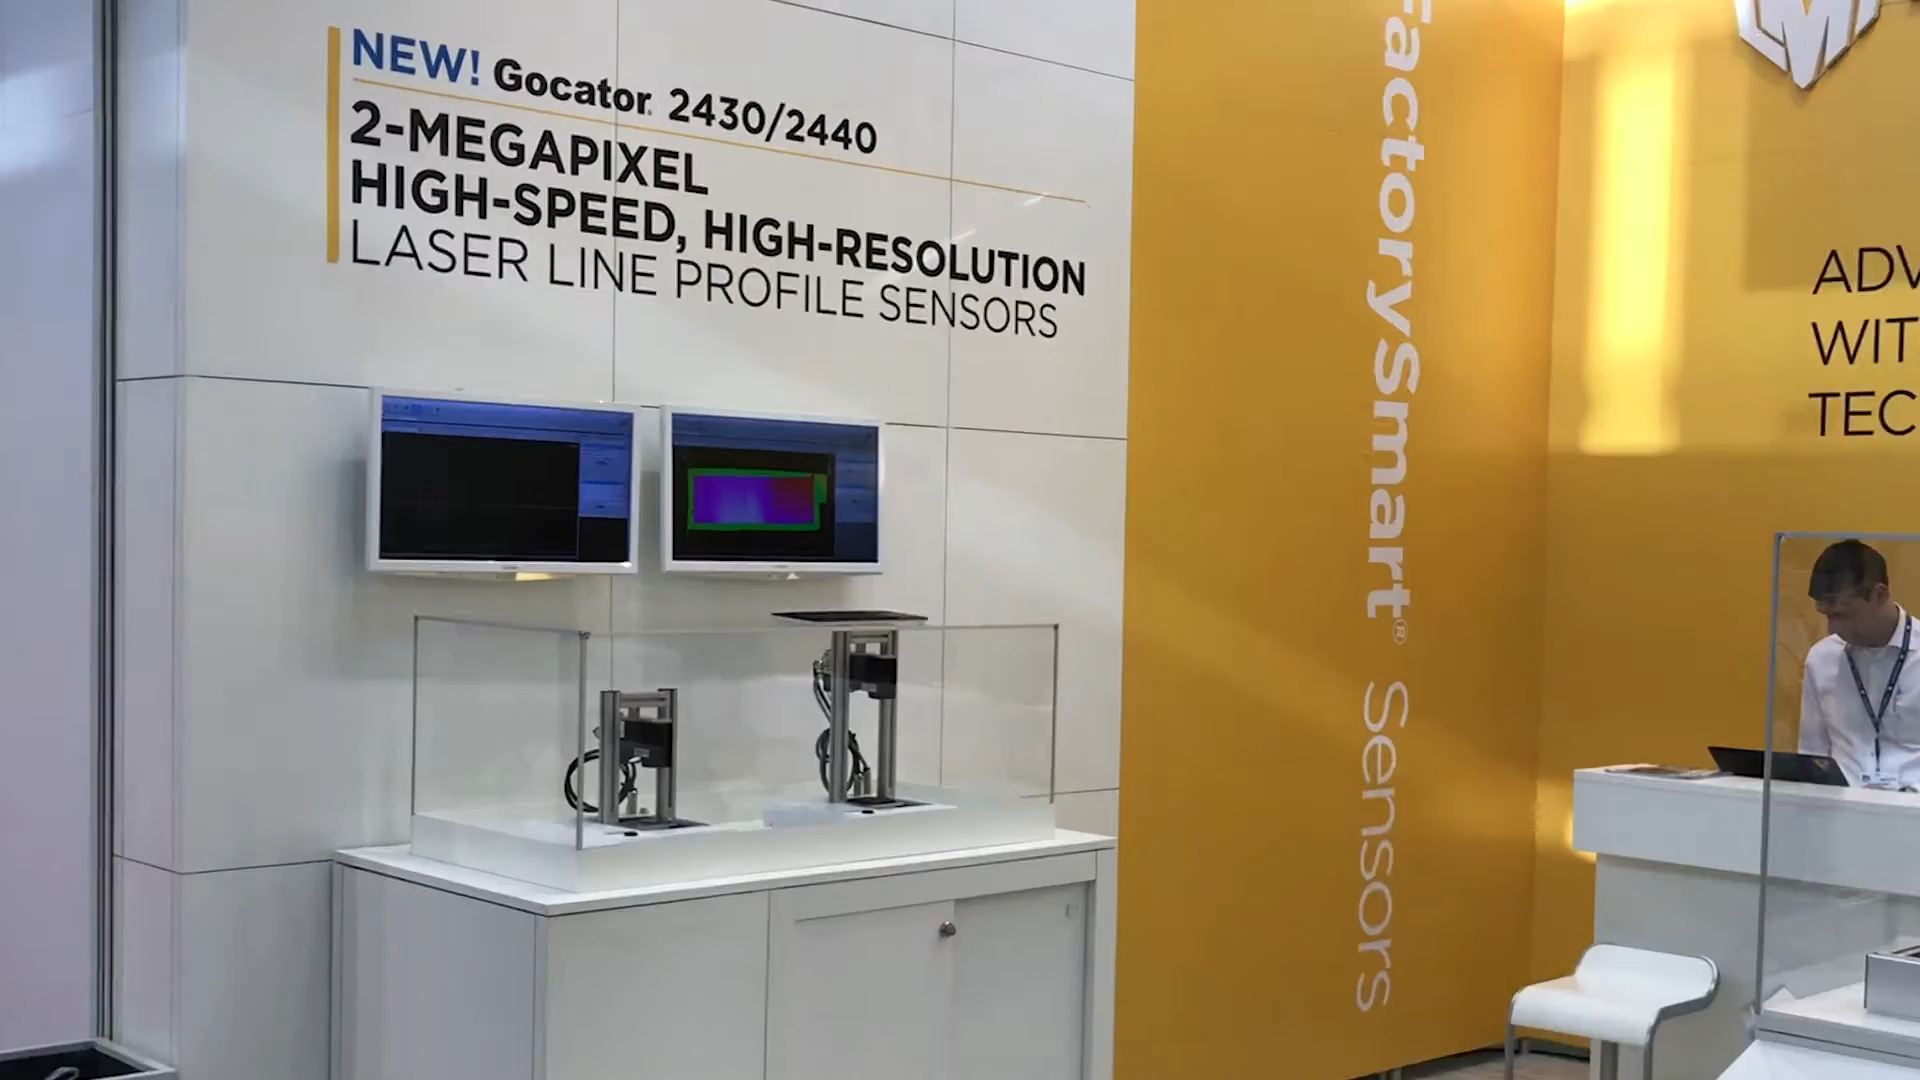 NEW! Gocator 2430/2440
2-MEGAPIXEL
HIGH-SPEED, HIGH-RESOLUTION
LASER LINE PROFILE SENSORS
FactorySmart® Sensors
ADV
WIT
TEC